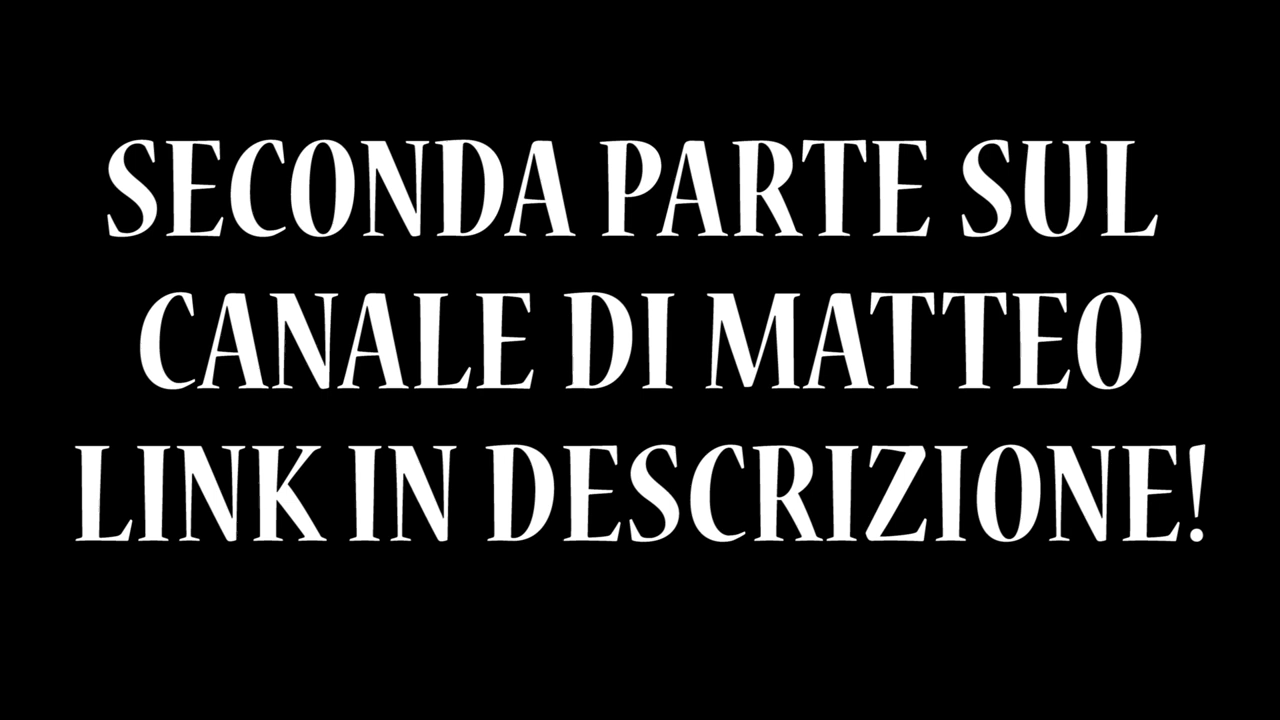 SECONDA PARTE SUL
CANALE DI MATTEO
LINK IN DESCRIZIONE!